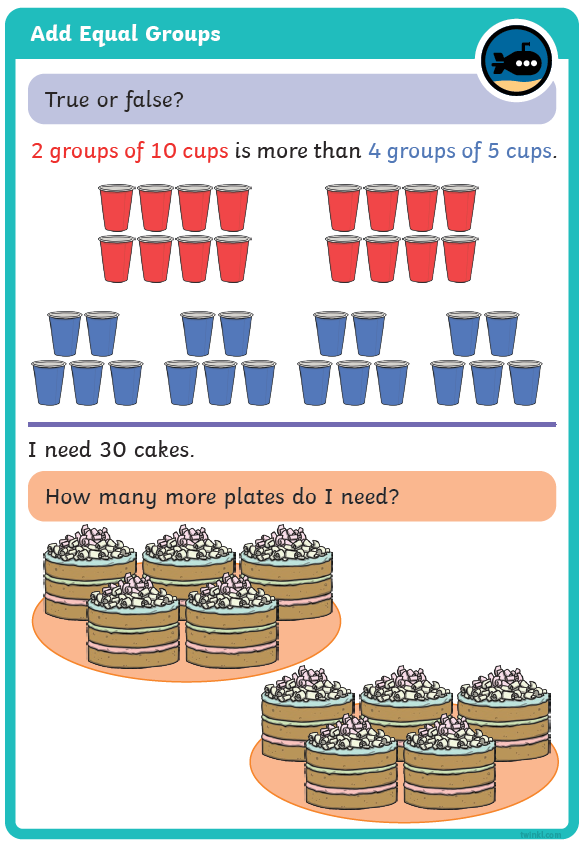 Add Equal Groups
True or false?
2 groups of 10 cups is more than 4 groups of 5 cups.
I need 30 cakes.
How many more plates do I need?
twinkl.com